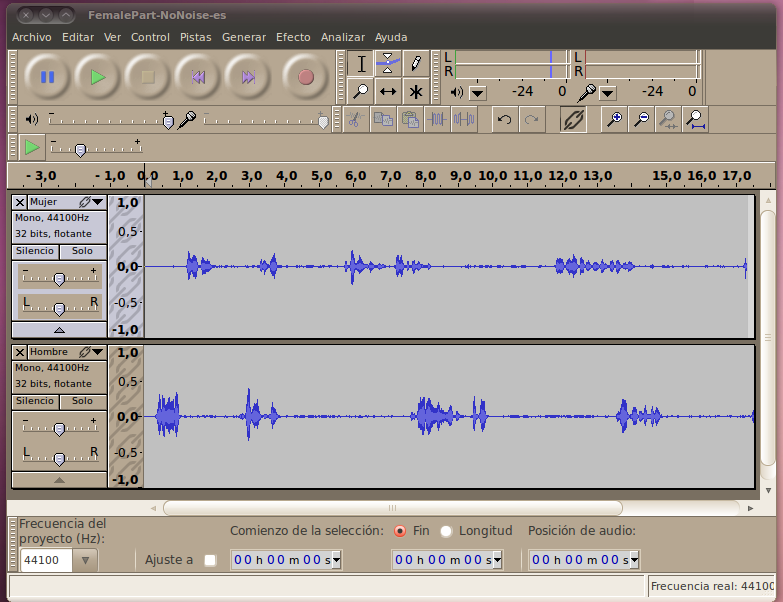 FemalePart-NoNoise-es
Archivo Editar Ver Control Pistas Generar Efecto Analizar Ayuda
L L
R R
-24 0 -24 0
- + - +
- +
- 3,0 - 1,0 0,0 1,0 2,0 3,0 4,0 5,0 6,0 7,0 8,0 9,0 10,0 11,0 12,0 13,0 15,0 16,0 17,0
Mujer 1,0
Mono, 44100Hz
32 bits, flotante 0,5
Silencio Solo
- + 0,0
L R -0,5
-1,0
Hombre 1,0
Mono, 44100Hz
32 bits, flotante 0,5
Silencio Solo
- + 0,0
L R -0,5
-1,0
Frecuencia del
proyecto (Hz):
Comienzo de la selección: Fin Longitud Posición de audio:
44100 Ajuste a 00 h 00 m 00 s 00 h 00 m 00 s 00 h 00 m 00 s
Frecuencia real: 44100